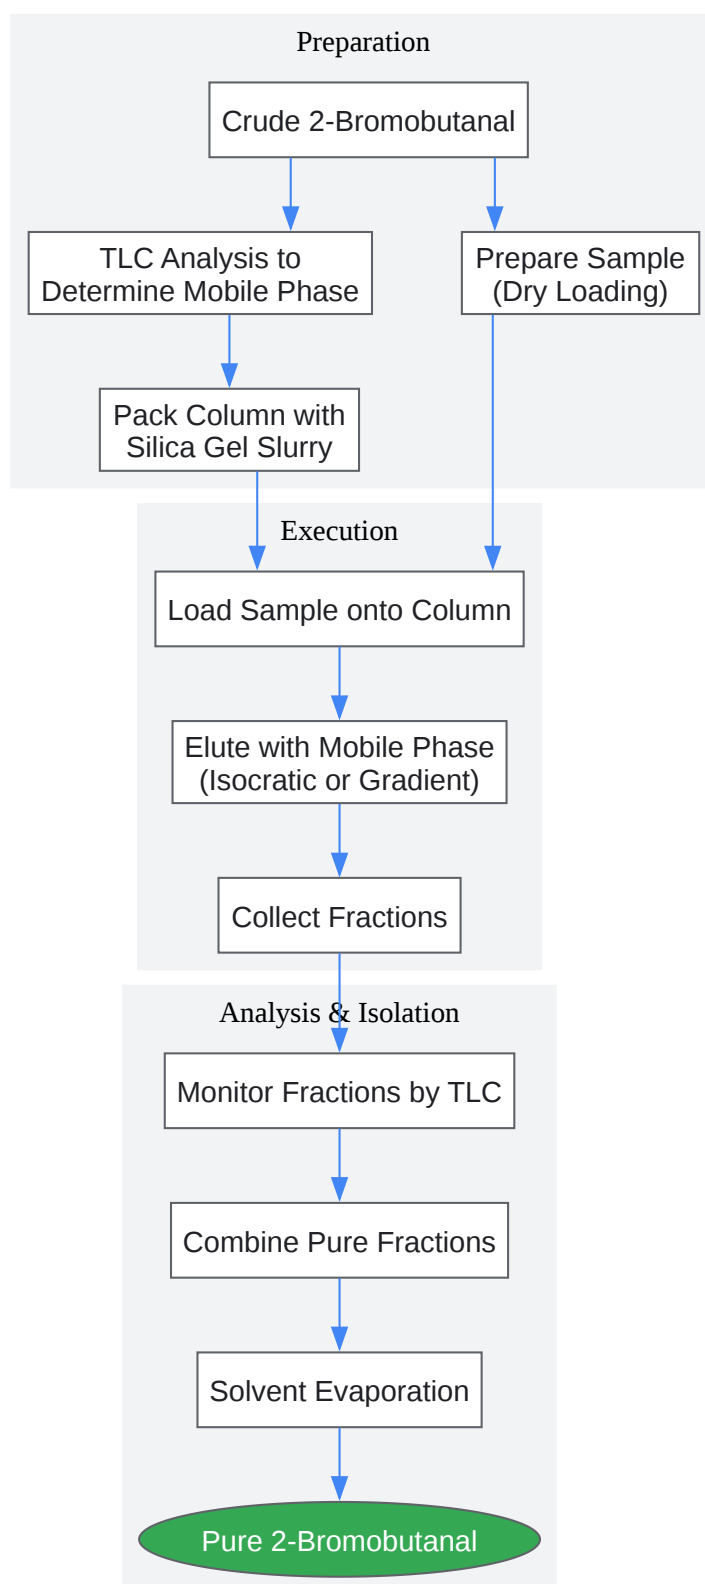 Preparation
Crude 2-Bromobutanal
TLC Analysis to
Determine Mobile Phase
Prepare Sample
(Dry Loading)
Pack Column with
Silica Gel Slurry
Execution
Load Sample onto Column
Elute with Mobile Phase
(Isocratic or Gradient)
Collect Fractions
Analysis & Isolation
Monitor Fractions by TLC
Combine Pure Fractions
Solvent Evaporation
Pure 2-Bromobutanal